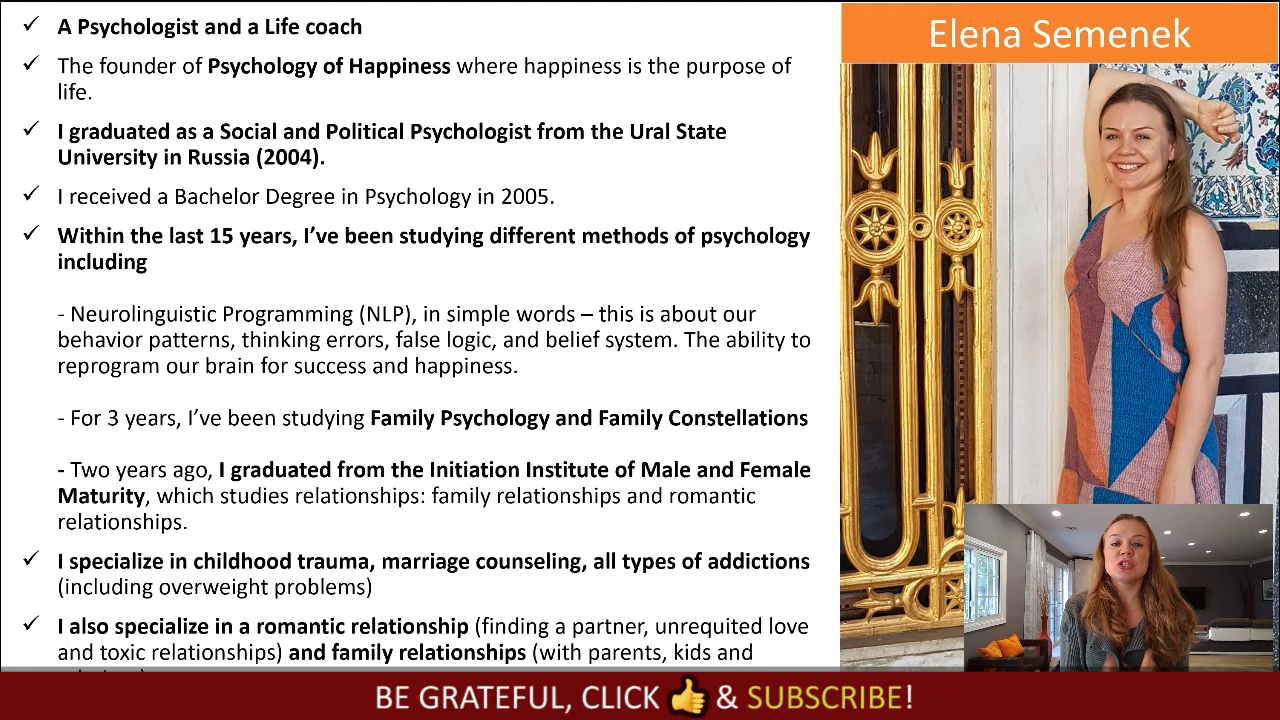 ✓ A Psychologist and a Life coach
✓ The founder of Psychology of Happiness where happiness is the purpose of
life.
✓ I graduated as a Social and Political Psychologist from the Ural State
University in Russia (2004).
✓ I received a Bachelor Degree in Psychology in 2005.
✓ Within the last 15 years, I’ve been studying different methods of psychology
including
- Neurolinguistic Programming (NLP), in simple words – this is about our
behavior patterns, thinking errors, false logic, and belief system. The ability to
reprogram our brain for success and happiness.
- For 3 years, I’ve been studying Family Psychology and Family Constellations
- Two years ago, I graduated from the Initiation Institute of Male and Female
Maturity, which studies relationships: family relationships and romantic
relationships.
✓ I specialize in childhood trauma, marriage counseling, all types of addictions
(including overweight problems)
✓ I also specialize in a romantic relationship (finding a partner, unrequited love
and toxic relationships) and family relationships (with parents, kids and
Elena Semenek
BE GRATEFUL, CLICK 👍 & SUBSCRIBE!